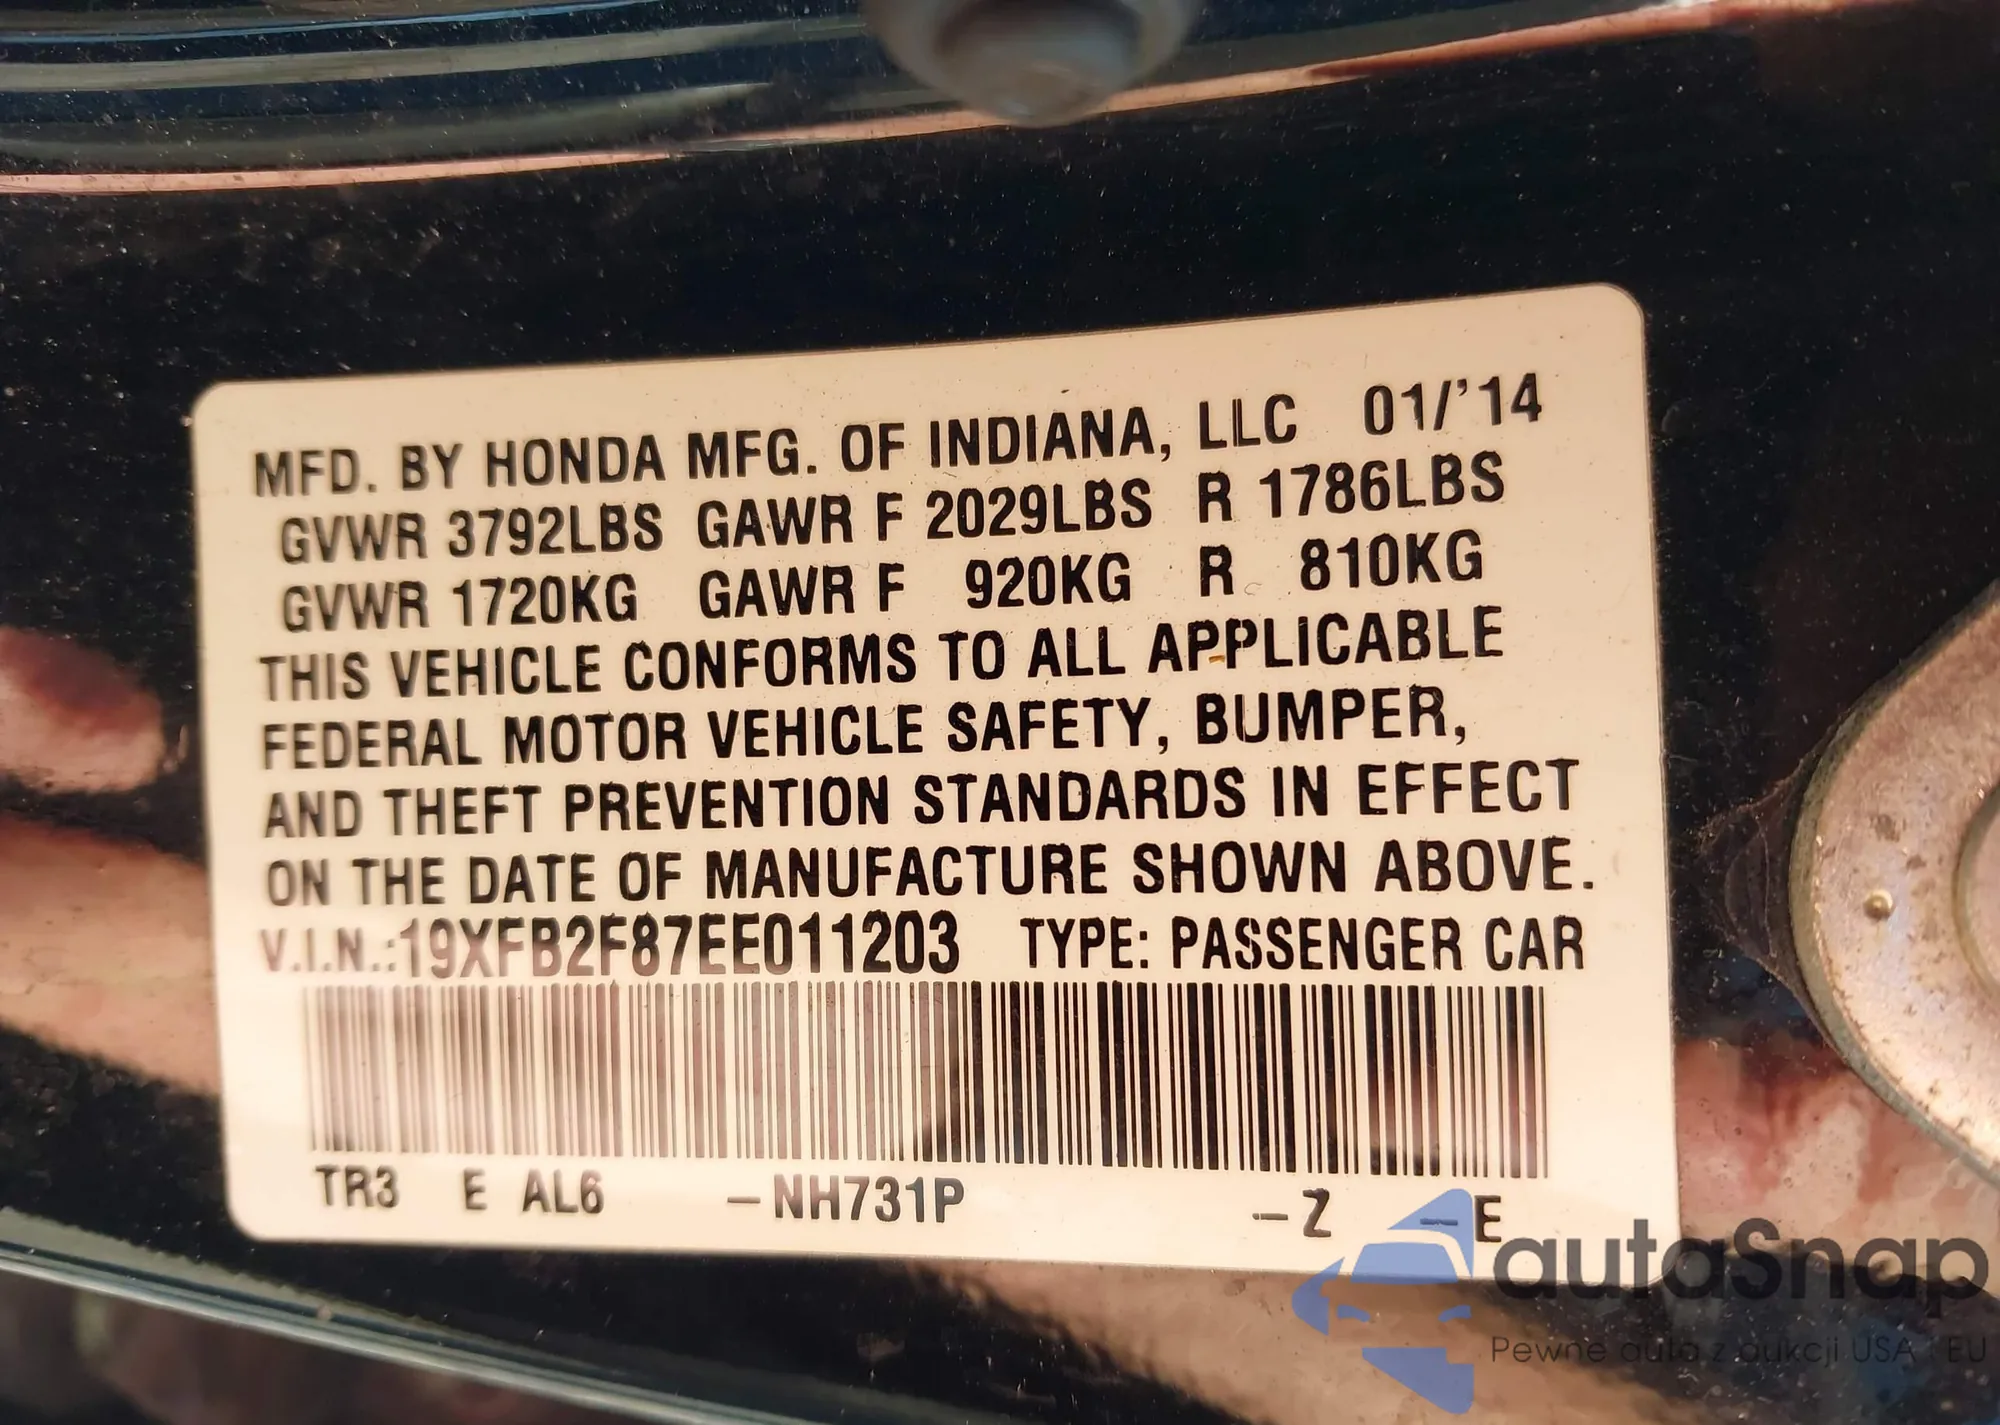 MFD. BY HONDA MFG. OF INDIANA, LLC 01/'14
GVWR 3792LBS GAWR F 2029LBS R 1786LBS
GVWR 1720KG GAWR F 920KG R 810KG
THIS VEHICLE CONFORMS TO ALL APPLICABLE
FEDERAL MOTOR VEHICLE SAFETY, BUMPER,
AND THEFT PREVENTION STANDARDS IN EFFECT
ON THE DATE OF MANUFACTURE SHOWN ABOVE.
V.I.N.:19XFB2F87EE011203 TYPE: PASSENGER CAR
TR3 E AL6 -NH731P -Z -E
autaSnap
Pewne auta z aukcji USA i EU